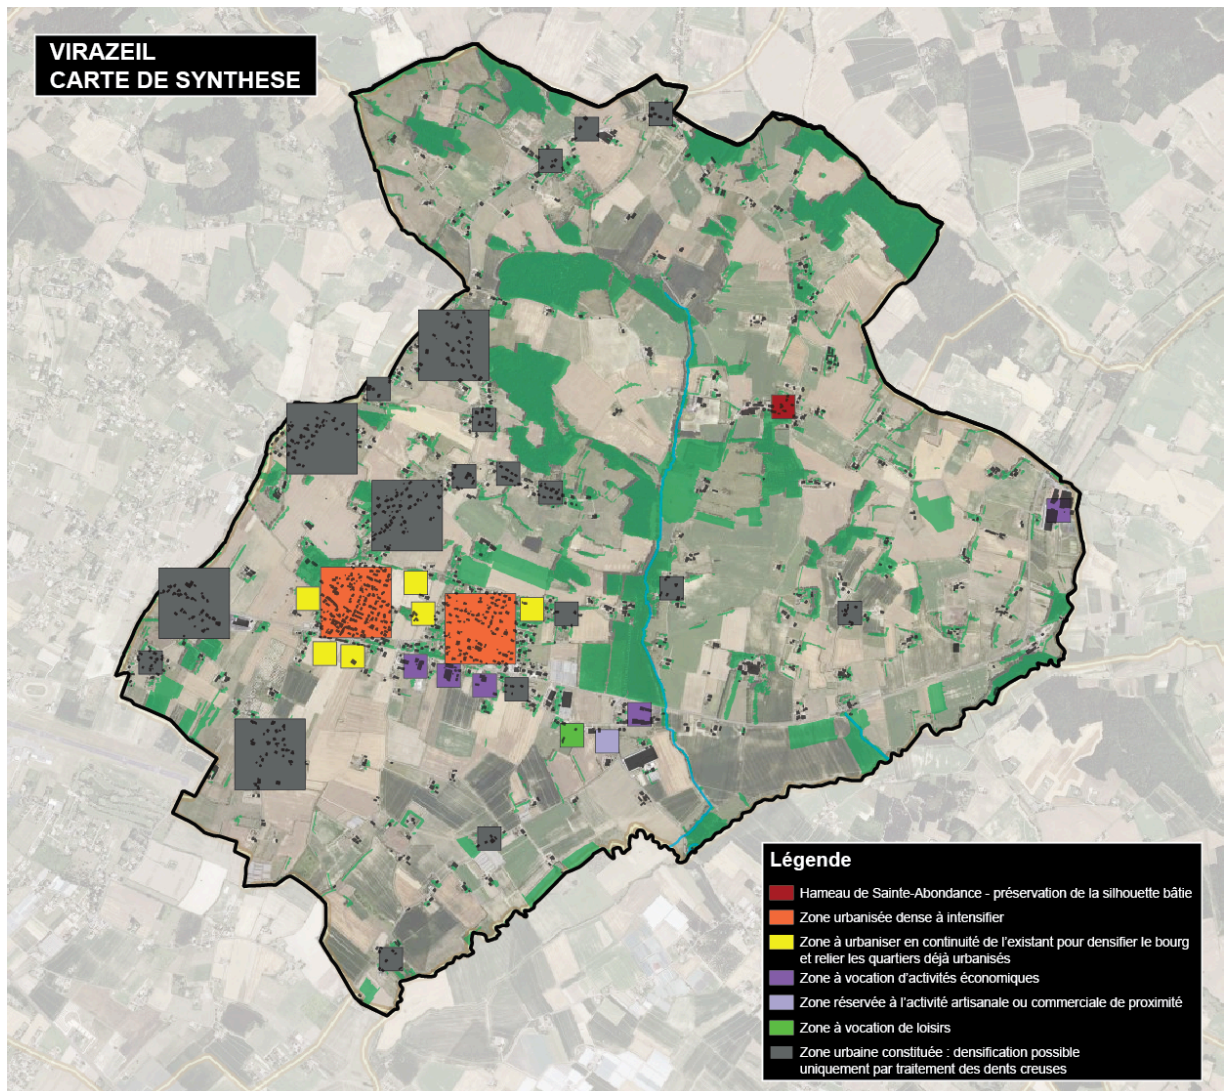 VIRAZEIL
CARTE DE SYNTHESE
Légende
Hameau de Sainte-Abondance - préservation de la silhouette bâtie
Zone urbanisée dense à intensifier
Zone à urbaniser en continuité de l'existant pour densifier le bourg
et relier les quartiers déjà urbanisés
Zone à vocation d'activités économiques
Zone réservée à l'activité artisanale ou commerciale de proximité
Zone à vocation de loisirs
Zone urbaine constituée : densification possible
uniquement par traitement des dents creuses